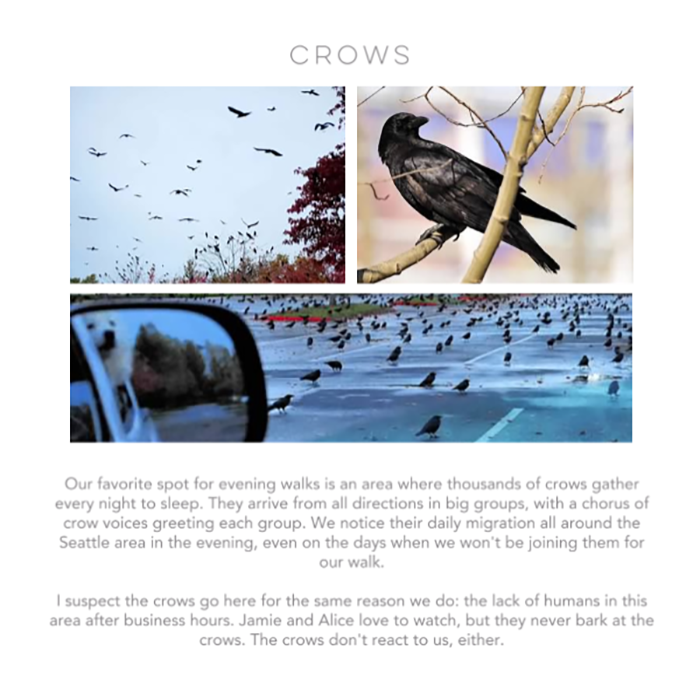 CROWS
Our favorite spot for evening walks is an area where thousands of crows gather
every night to sleep. They arrive from all directions in big groups, with a chorus of
crow voices greeting each group. We notice their daily migration all around the
Seattle area in the evening, even on the days when we won't be joining them for
our walk.
I suspect the crows go here for the same reason we do: the lack of humans in this
area after business hours. Jamie and Alice love to watch, but they never bark at the
crows. The crows don't react to us, either.